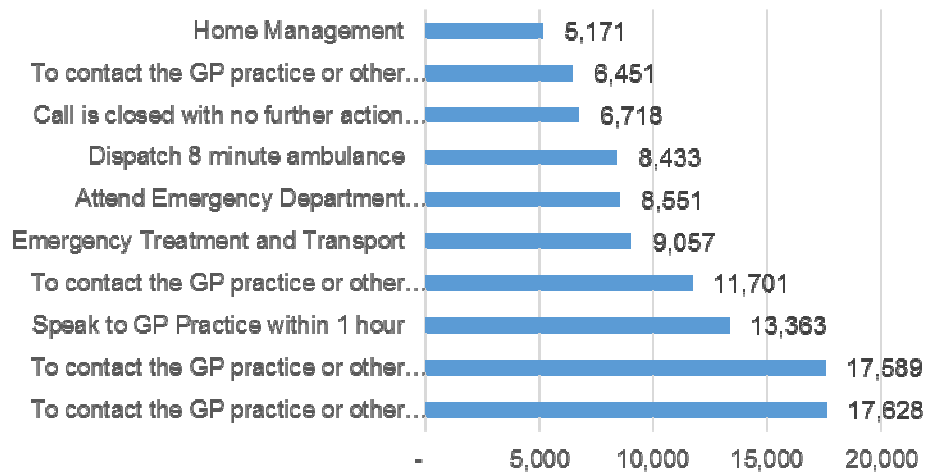 Home Management 5,171
To contact the GP practice or other... 6,451
Call is closed with no further action... 6,718
Dispatch 8 minute ambulance 8,433
Attend Emergency Department... 8,551
Emergency Treatment and Transport 9,057
To contact the GP practice or other... 11,701
Speak to GP Practice within 1 hour 13,363
To contact the GP practice or other... 17,589
To contact the GP practice or other... 17,628
- 5,000 10,000 15,000 20,000